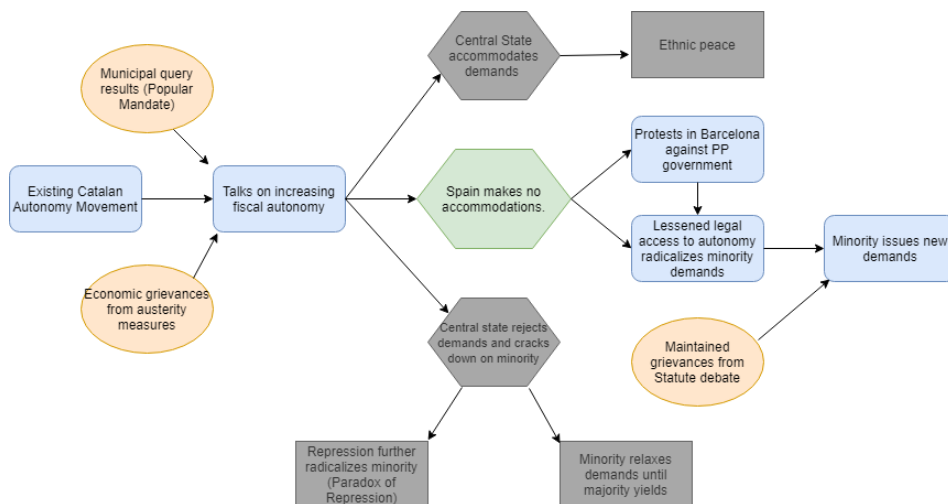 Central State
accommodates
demands
Ethnic peace
Municipal query
results (Popular
Mandate)
Protests in Barcelona
against PP
government
Existing Catalan
Autonomy Movement
Talks on increasing
fiscal autonomy
Spain makes no
accommodations.
Lessened legal
access to autonomy
radicalizes minority
demands
Minority issues new
demands
Economic grievances
from austerity
measures
Central state rejects
demands and cracks
down on minority
Maintained
grievances from
Statute debate
Repression further
radicalizes minority
(Paradox of
Repression)
Minority relaxes
demands until
majority yields